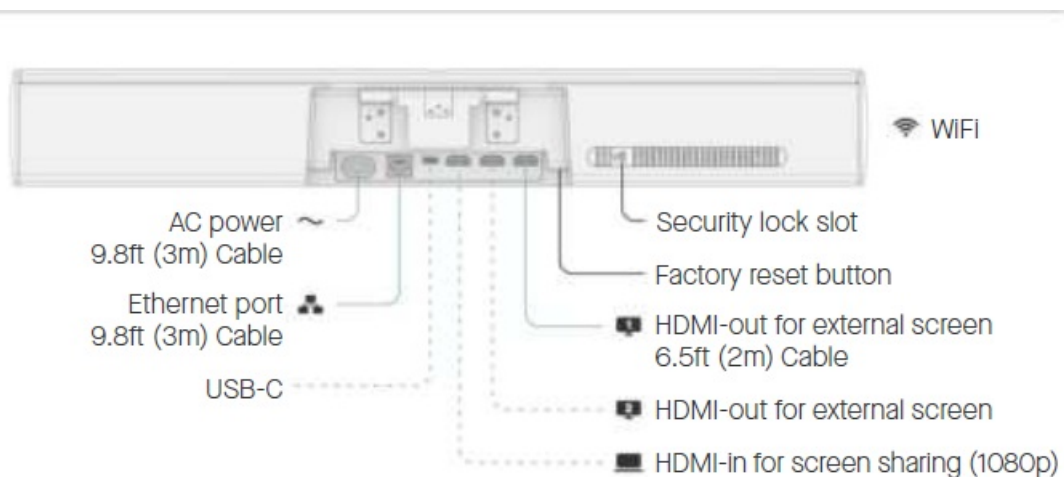 WiFi
AC power
9.8ft (3m) Cable
Ethernet port
9.8ft (3m) Cable
USB-C
Security lock slot
Factory reset button
1
HDMI-out for external screen
6.5ft (2m) Cable
2
HDMI-out for external screen
HDMI-in for screen sharing (1080p)